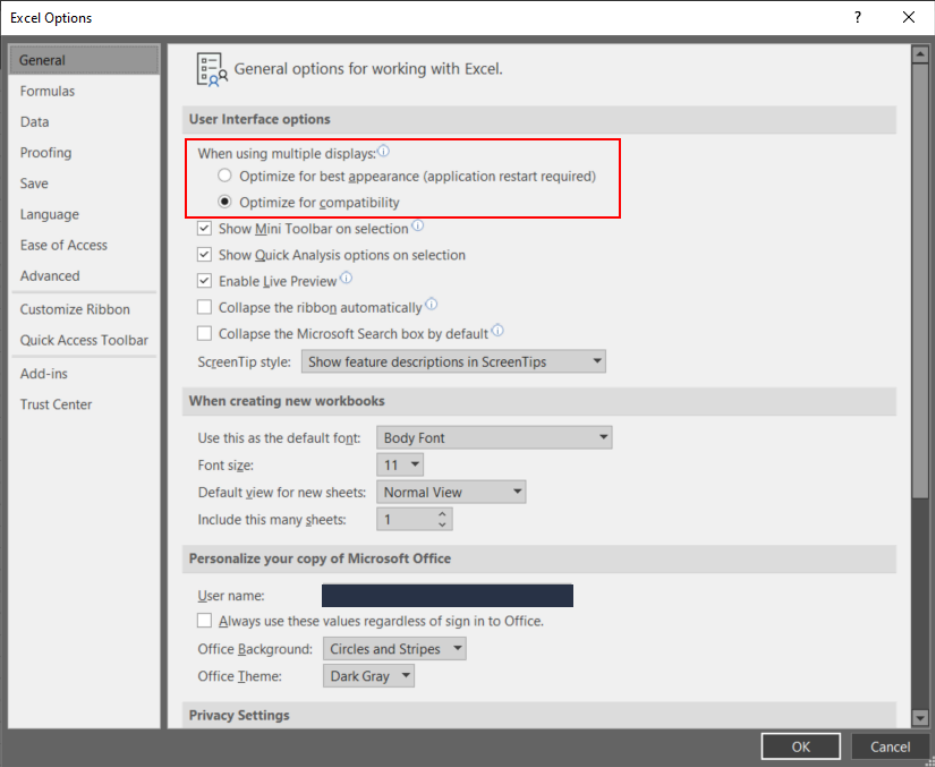 Excel Options
?
General
Formulas
Data
Proofing
Save
Language
Ease of Access
Advanced
Customize Ribbon
Quick Access Toolbar
Add-ins
Trust Center
General options for working with Excel.
User Interface options
When using multiple displays:
Optimize for best appearance (application restart required)
Optimize for compatibility
Show Mini Toolbar on selection
Show Quick Analysis options on selection
Enable Live Preview
Collapse the ribbon automatically
Collapse the Microsoft Search box by default
ScreenTip style: Show feature descriptions in ScreenTips
When creating new workbooks
Use this as the default font: Body Font
Font size: 11
Default view for new sheets: Normal View
Include this many sheets: 1
Personalize your copy of Microsoft Office
User name:
Always use these values regardless of sign in to Office.
Office Background: Circles and Stripes
Office Theme: Dark Gray
Privacy Settings
OK Cancel